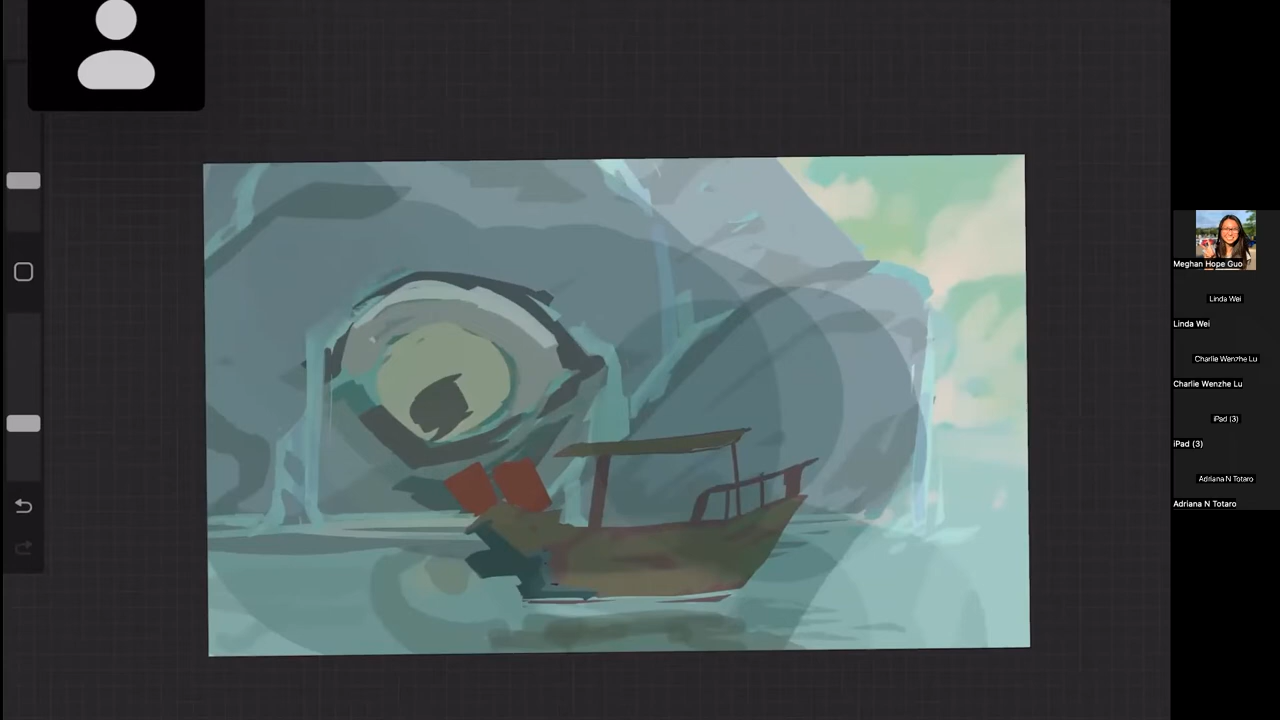 Meghan Hope Guo
Linda Wei
Linda Wei
Charlie Wenzhe Lu
Charlie Wenzhe Lu
iPad (3)
iPad (3)
Adriana N Totaro
Adriana N Totaro